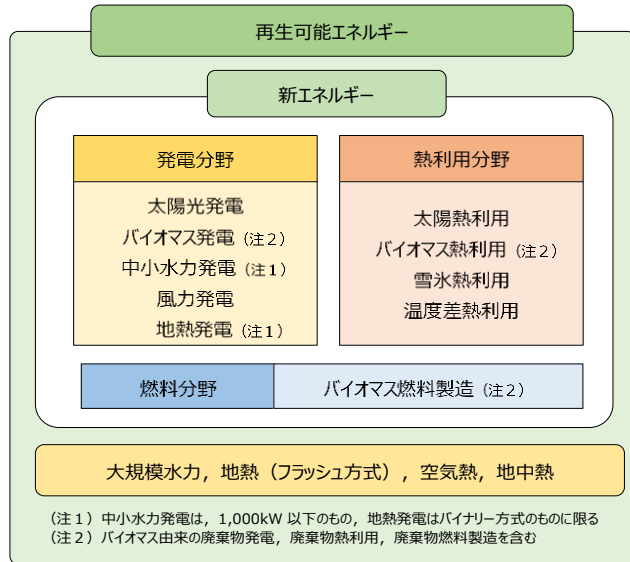 再生可能エネルギー
新エネルギー
発電分野
太陽光発電
バイオマス発電（注２）
中小水力発電（注１）
風力発電
地熱発電（注１）
熱利用分野
太陽熱利用
バイオマス熱利用（注２）
雪氷熱利用
温度差熱利用
燃料分野
バイオマス燃料製造（注２）
大規模水力，地熱（フラッシュ方式），空気熱，地中熱
（注１）中小水力発電は，1,000kW 以下のもの，地熱発電はバイナリー方式のものに限る
（注２）バイオマス由来の廃棄物発電，廃棄物熱利用，廃棄物燃料製造を含む